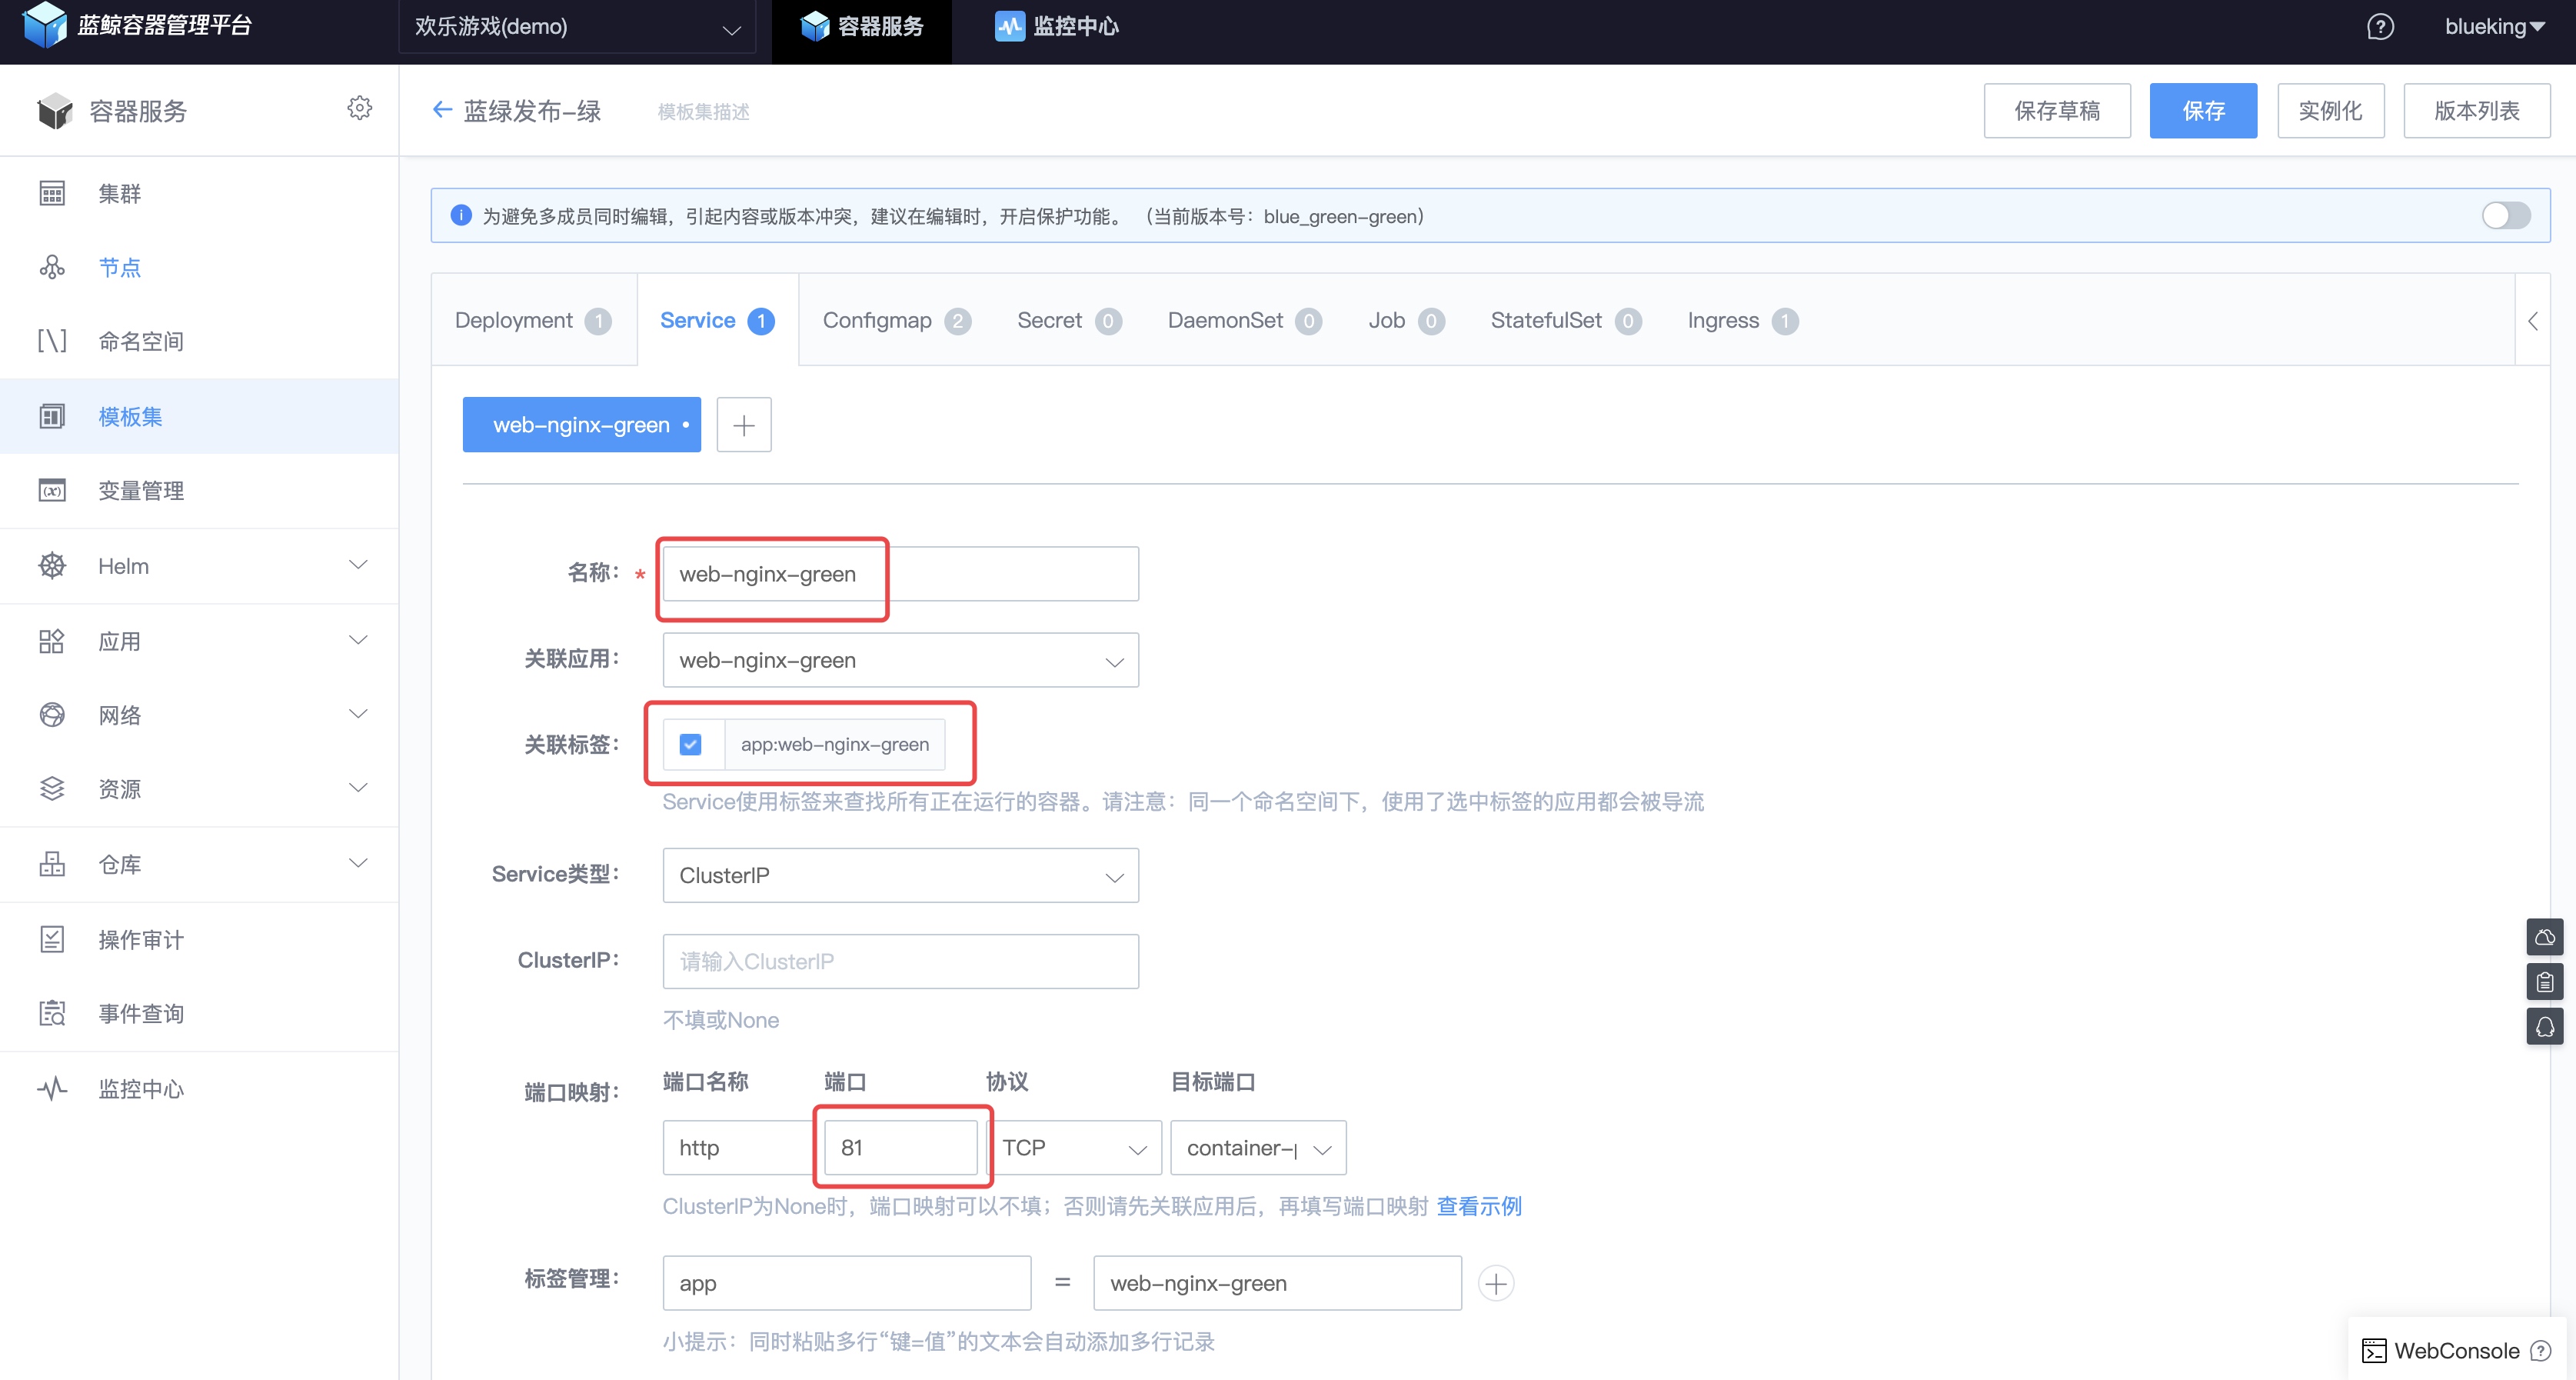 蓝鲸容器管理平台
欢乐游戏(demo)
容器服务
监控中心
blueking
容器服务
蓝绿发布-绿
模板集描述
保存草稿
保存
实例化
版本列表
集群
节点
命名空间
模板集
变量管理
Helm
应用
网络
资源
仓库
操作审计
事件查询
监控中心
为避免多成员同时编辑，引起内容或版本冲突，建议在编辑时，开启保护功能。（当前版本号：blue_green-green）
Deployment 1
Service 1
Configmap 2
Secret 0
DaemonSet 0
Job 0
StatefulSet 0
Ingress 1
web-nginx-green
名称： * web-nginx-green
关联应用： web-nginx-green
关联标签： app:web-nginx-green
Service使用标签来查找所有正在运行的容器。请注意：同一个命名空间下，使用了选中标签的应用都会被导流
Service类型： ClusterIP
ClusterIP： 请输入ClusterIP
不填或None
端口映射： 端口名称 端口 协议 目标端口
http 81 TCP container-
ClusterIP为None时，端口映射可以不填；否则请先关联应用后，再填写端口映射 查看示例
标签管理： app = web-nginx-green
小提示：同时粘贴多行“键=值”的文本会自动添加多行记录
WebConsole